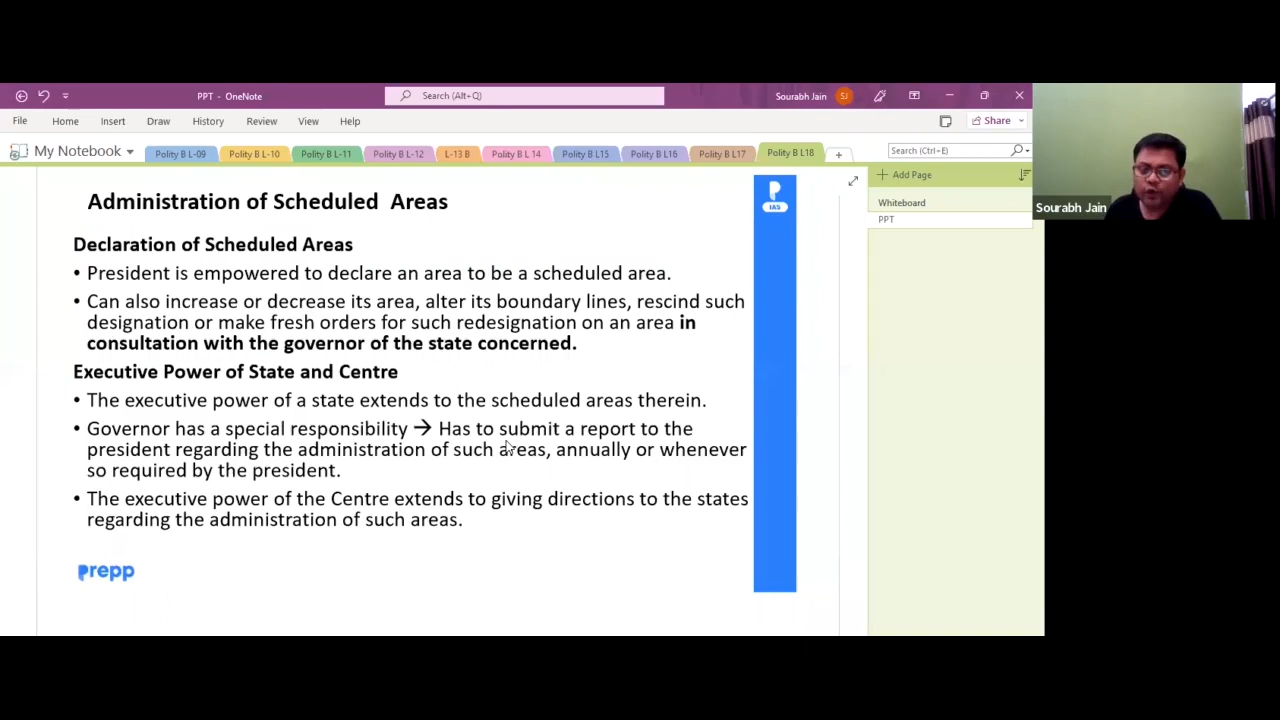 PPT - OneNote
Search (Alt+Q)
Sourabh Jain
SJ
File Home Insert Draw History Review View Help
Share
My Notebook
Polity B L-09 Polity B L-10 Polity B L-11 Polity B L-12 L-13 B Polity B L 14 Polity B L15 Polity B L16 Polity B L17 Polity B L18
Search (Ctrl+E)
Add Page
Whiteboard
PPT
Sourabh Jain
IAS
Administration of Scheduled Areas
Declaration of Scheduled Areas
• President is empowered to declare an area to be a scheduled area.
• Can also increase or decrease its area, alter its boundary lines, rescind such
designation or make fresh orders for such redesignation on an area in
consultation with the governor of the state concerned.
Executive Power of State and Centre
• The executive power of a state extends to the scheduled areas therein.
• Governor has a special responsibility → Has to submit a report to the
president regarding the administration of such areas, annually or whenever
so required by the president.
• The executive power of the Centre extends to giving directions to the states
regarding the administration of such areas.
prepp